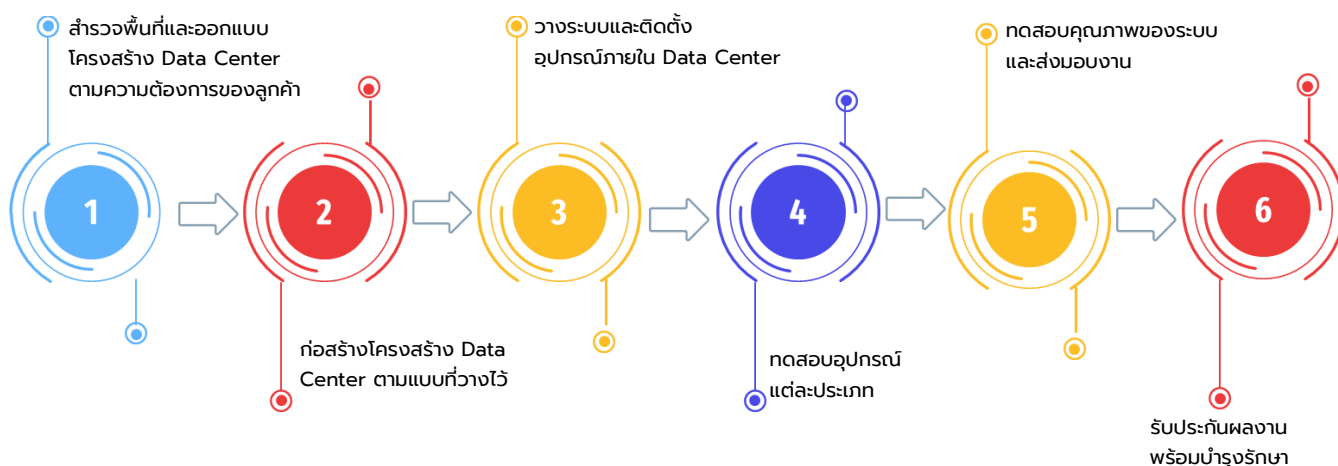 สำรวจพื้นที่และออกแบบ
โครงสร้าง Data Center
ตามความต้องการของลูกค้า
1
2
ก่อสร้างโครงสร้าง Data
Center ตามแบบที่วางไว้
วางระบบและติดตั้ง
อุปกรณ์ภายใน Data Center
3
4
ทดสอบอุปกรณ์
แต่ละประเภท
ทดสอบคุณภาพของระบบ
และส่งมอบงาน
5
6
รับประกันผลงาน
พร้อมบำรุงรักษา